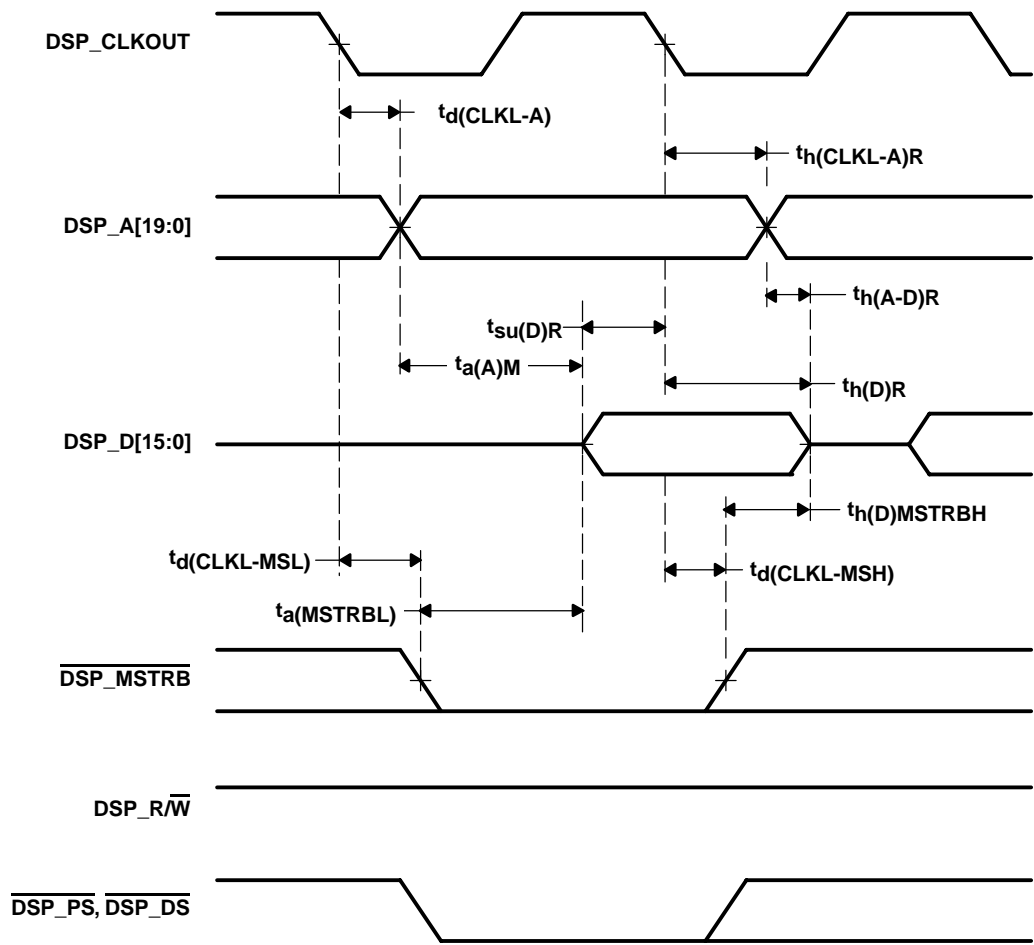 DSP_CLKOUT
td(CLKL-A)
th(CLKL-A)R
DSP_A[19:0]
th(A-D)R
tsu(D)R
ta(A)M
th(D)R
DSP_D[15:0]
th(D)MSTRBH
td(CLKL-MSL)
td(CLKL-MSH)
ta(MSTRBL)
DSP_MSTRB
DSP_R/W
DSP_PS, DSP_DS